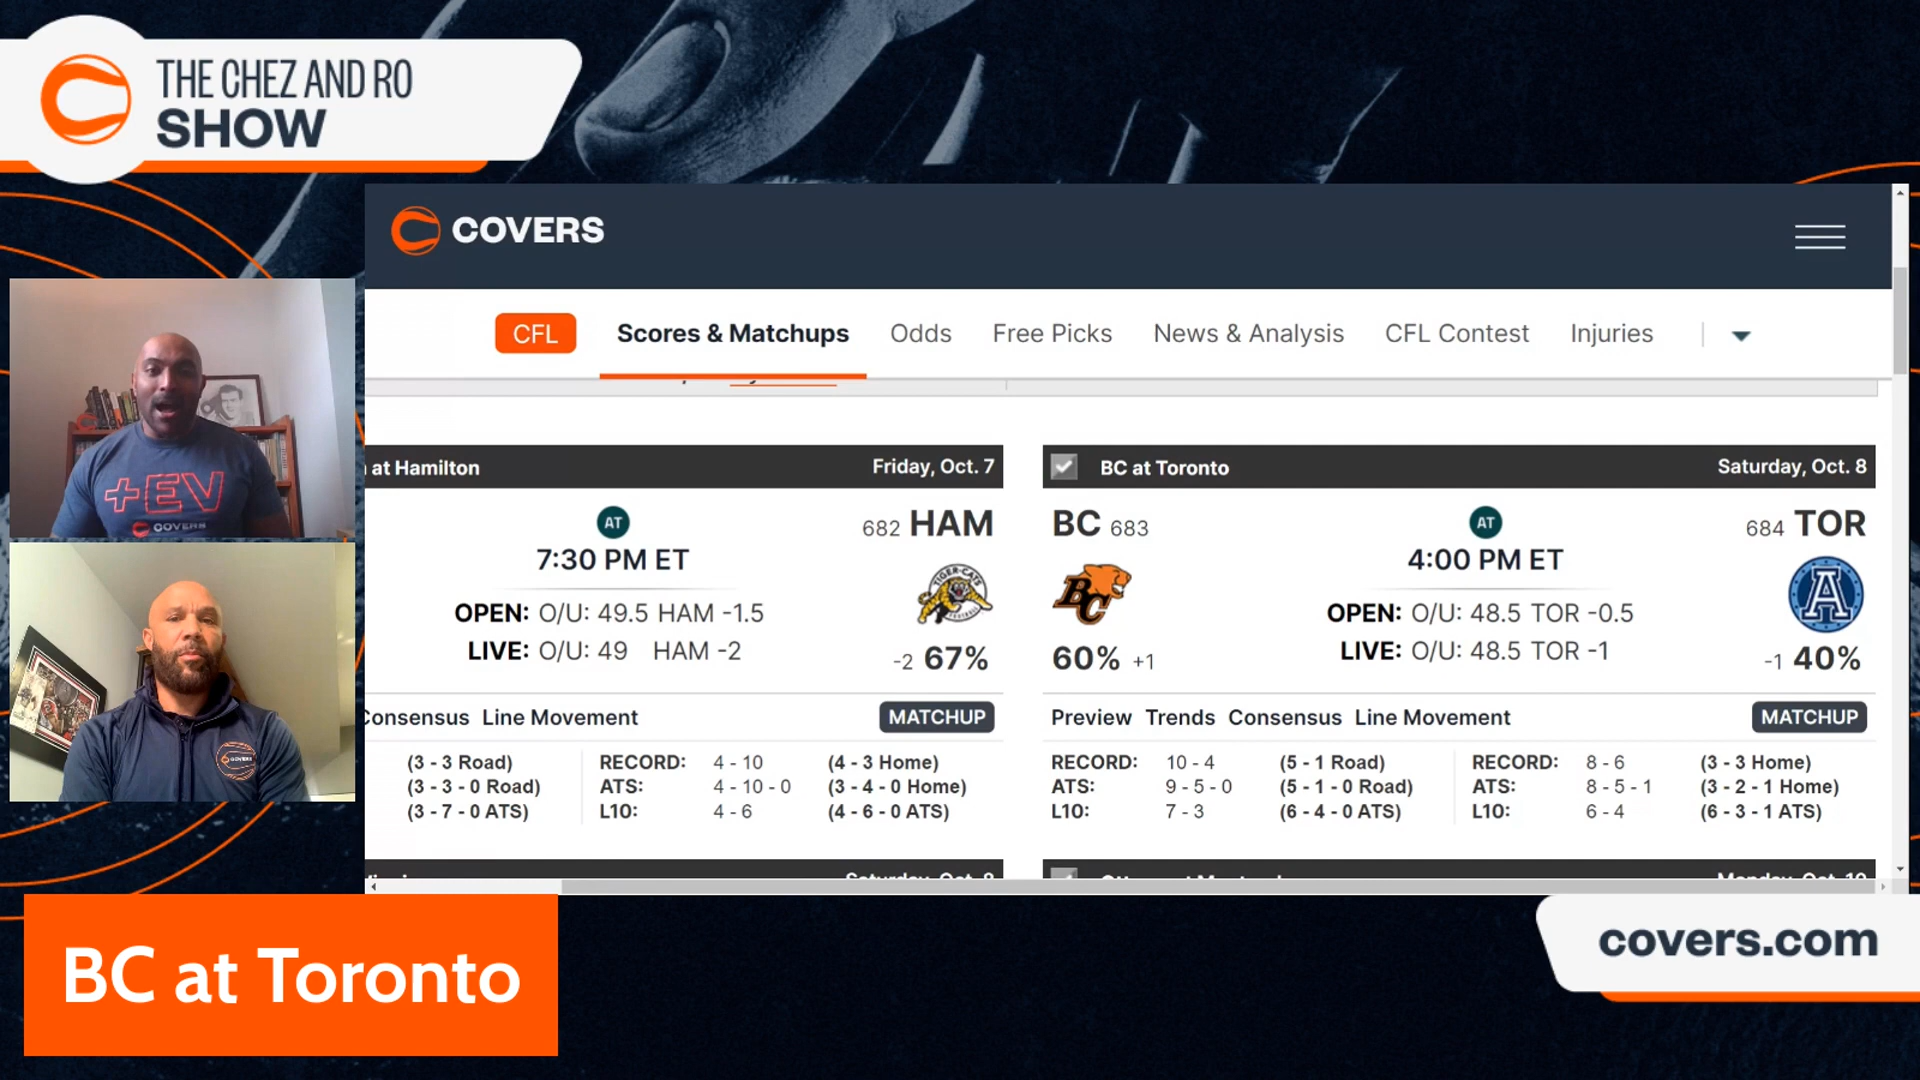 THE CHEZ AND RO
SHOW
COVERS
CFL Scores & Matchups Odds Free Picks News & Analysis CFL Contest Injuries
at Hamilton Friday, Oct. 7
AT
682 HAM
7:30 PM ET
TIGER-CATS
OPEN: O/U: 49.5 HAM -1.5
LIVE: O/U: 49 HAM -2
-2 67%
Consensus Line Movement MATCHUP
(3 - 3 Road) RECORD: 4 - 10 (4 - 3 Home)
(3 - 3 - 0 Road) ATS: 4 - 10 - 0 (3 - 4 - 0 Home)
(3 - 7 - 0 ATS) L10: 4 - 6 (4 - 6 - 0 ATS)
BC at Toronto Saturday, Oct. 8
BC 683 AT 684 TOR
4:00 PM ET
BC
A
OPEN: O/U: 48.5 TOR -0.5
LIVE: O/U: 48.5 TOR -1
60% +1 -1 40%
Preview Trends Consensus Line Movement MATCHUP
RECORD: 10 - 4 (5 - 1 Road) RECORD: 8 - 6 (3 - 3 Home)
ATS: 9 - 5 - 0 (5 - 1 - 0 Road) ATS: 8 - 5 - 1 (3 - 2 - 1 Home)
L10: 7 - 3 (6 - 4 - 0 ATS) L10: 6 - 4 (6 - 3 - 1 ATS)
+EV
COVERS
COVERS
BC at Toronto
covers.com